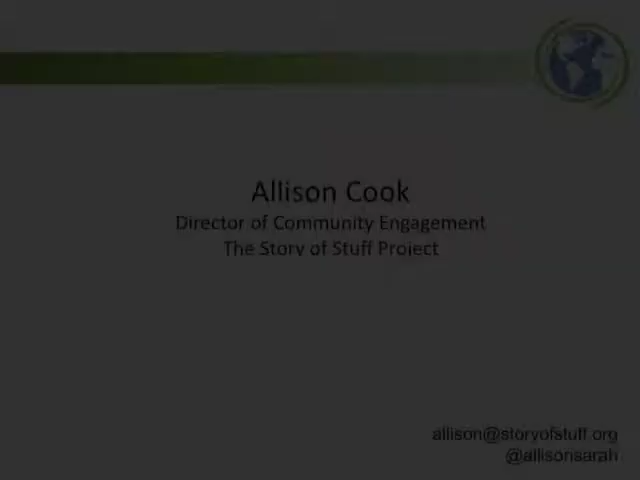 Allison Cook
Director of Community Engagement
The Story of Stuff Project
allison@storyofstuff.org
@allisonsarah